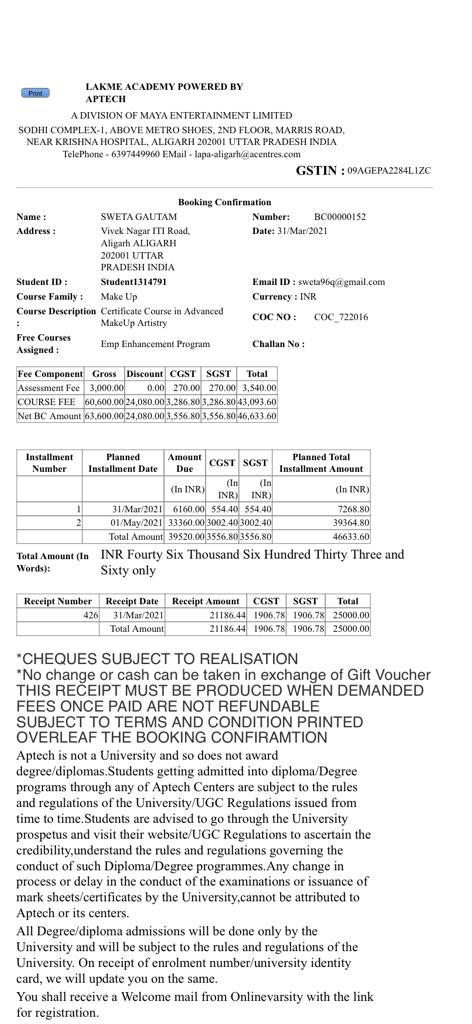 Print
LAKME ACADEMY POWERED BY
APTECH
A DIVISION OF MAYA ENTERTAINMENT LIMITED
SODHI COMPLEX-1, ABOVE METRO SHOES, 2ND FLOOR, MARRIS ROAD,
NEAR KRISHNA HOSPITAL, ALIGARH 202001 UTTAR PRADESH INDIA
TelePhone - 6397449960 EMail - lapa-aligarh@acentres.com
GSTIN : 09AGEPA2284L1ZC
Booking Confirmation
Name : SWETA GAUTAM Number: BC00000152
Address : Vivek Nagar ITI Road, Date: 31/Mar/2021
Aligarh ALIGARH
202001 UTTAR
PRADESH INDIA
Student ID : Student1314791 Email ID : sweta96q@gmail.com
Course Family : Make Up Currency : INR
Course Description Certificate Course in Advanced COC NO : COC_722016
: MakeUp Artistry
Free Courses Emp Enhancement Program Challan No :
Assigned :
Fee Component Gross Discount CGST SGST Total
Assessment Fee 3,000.00 0.00 270.00 270.00 3,540.00
COURSE FEE 60,600.00 24,080.00 3,286.80 3,286.80 43,093.60
Net BC Amount 63,600.00 24,080.00 3,556.80 3,556.80 46,633.60
Installment Planned Amount CGST SGST Planned Total
Number Installment Date Due Installment Amount
(In INR) (In (In (In INR)
INR) INR)
1 31/Mar/2021 6160.00 554.40 554.40 7268.80
2 01/May/2021 33360.00 3002.40 3002.40 39364.80
Total Amount 39520.00 3556.80 3556.80 46633.60
Total Amount (In INR Fourty Six Thousand Six Hundred Thirty Three and
Words): Sixty only
Receipt Number Receipt Date Receipt Amount CGST SGST Total
426 31/Mar/2021 21186.44 1906.78 1906.78 25000.00
Total Amount 21186.44 1906.78 1906.78 25000.00
*CHEQUES SUBJECT TO REALISATION
*No change or cash can be taken in exchange of Gift Voucher
THIS RECEIPT MUST BE PRODUCED WHEN DEMANDED
FEES ONCE PAID ARE NOT REFUNDABLE
SUBJECT TO TERMS AND CONDITION PRINTED
OVERLEAF THE BOOKING CONFIRAMTION
Aptech is not a University and so does not award
degree/diplomas.Students getting admitted into diploma/Degree
programs through any of Aptech Centers are subject to the rules
and regulations of the University/UGC Regulations issued from
time to time.Students are advised to go through the University
prospetus and visit their website/UGC Regulations to ascertain the
credibility,understand the rules and regulations governing the
conduct of such Diploma/Degree programmes.Any change in
process or delay in the conduct of the examinations or issuance of
mark sheets/certificates by the University,cannot be attributed to
Aptech or its centers.
All Degree/diploma admissions will be done only by the
University and will be subject to the rules and regulations of the
University. On receipt of enrolment number/university identity
card, we will update you on the same.
You shall receive a Welcome mail from Onlinevarsity with the link
for registration.